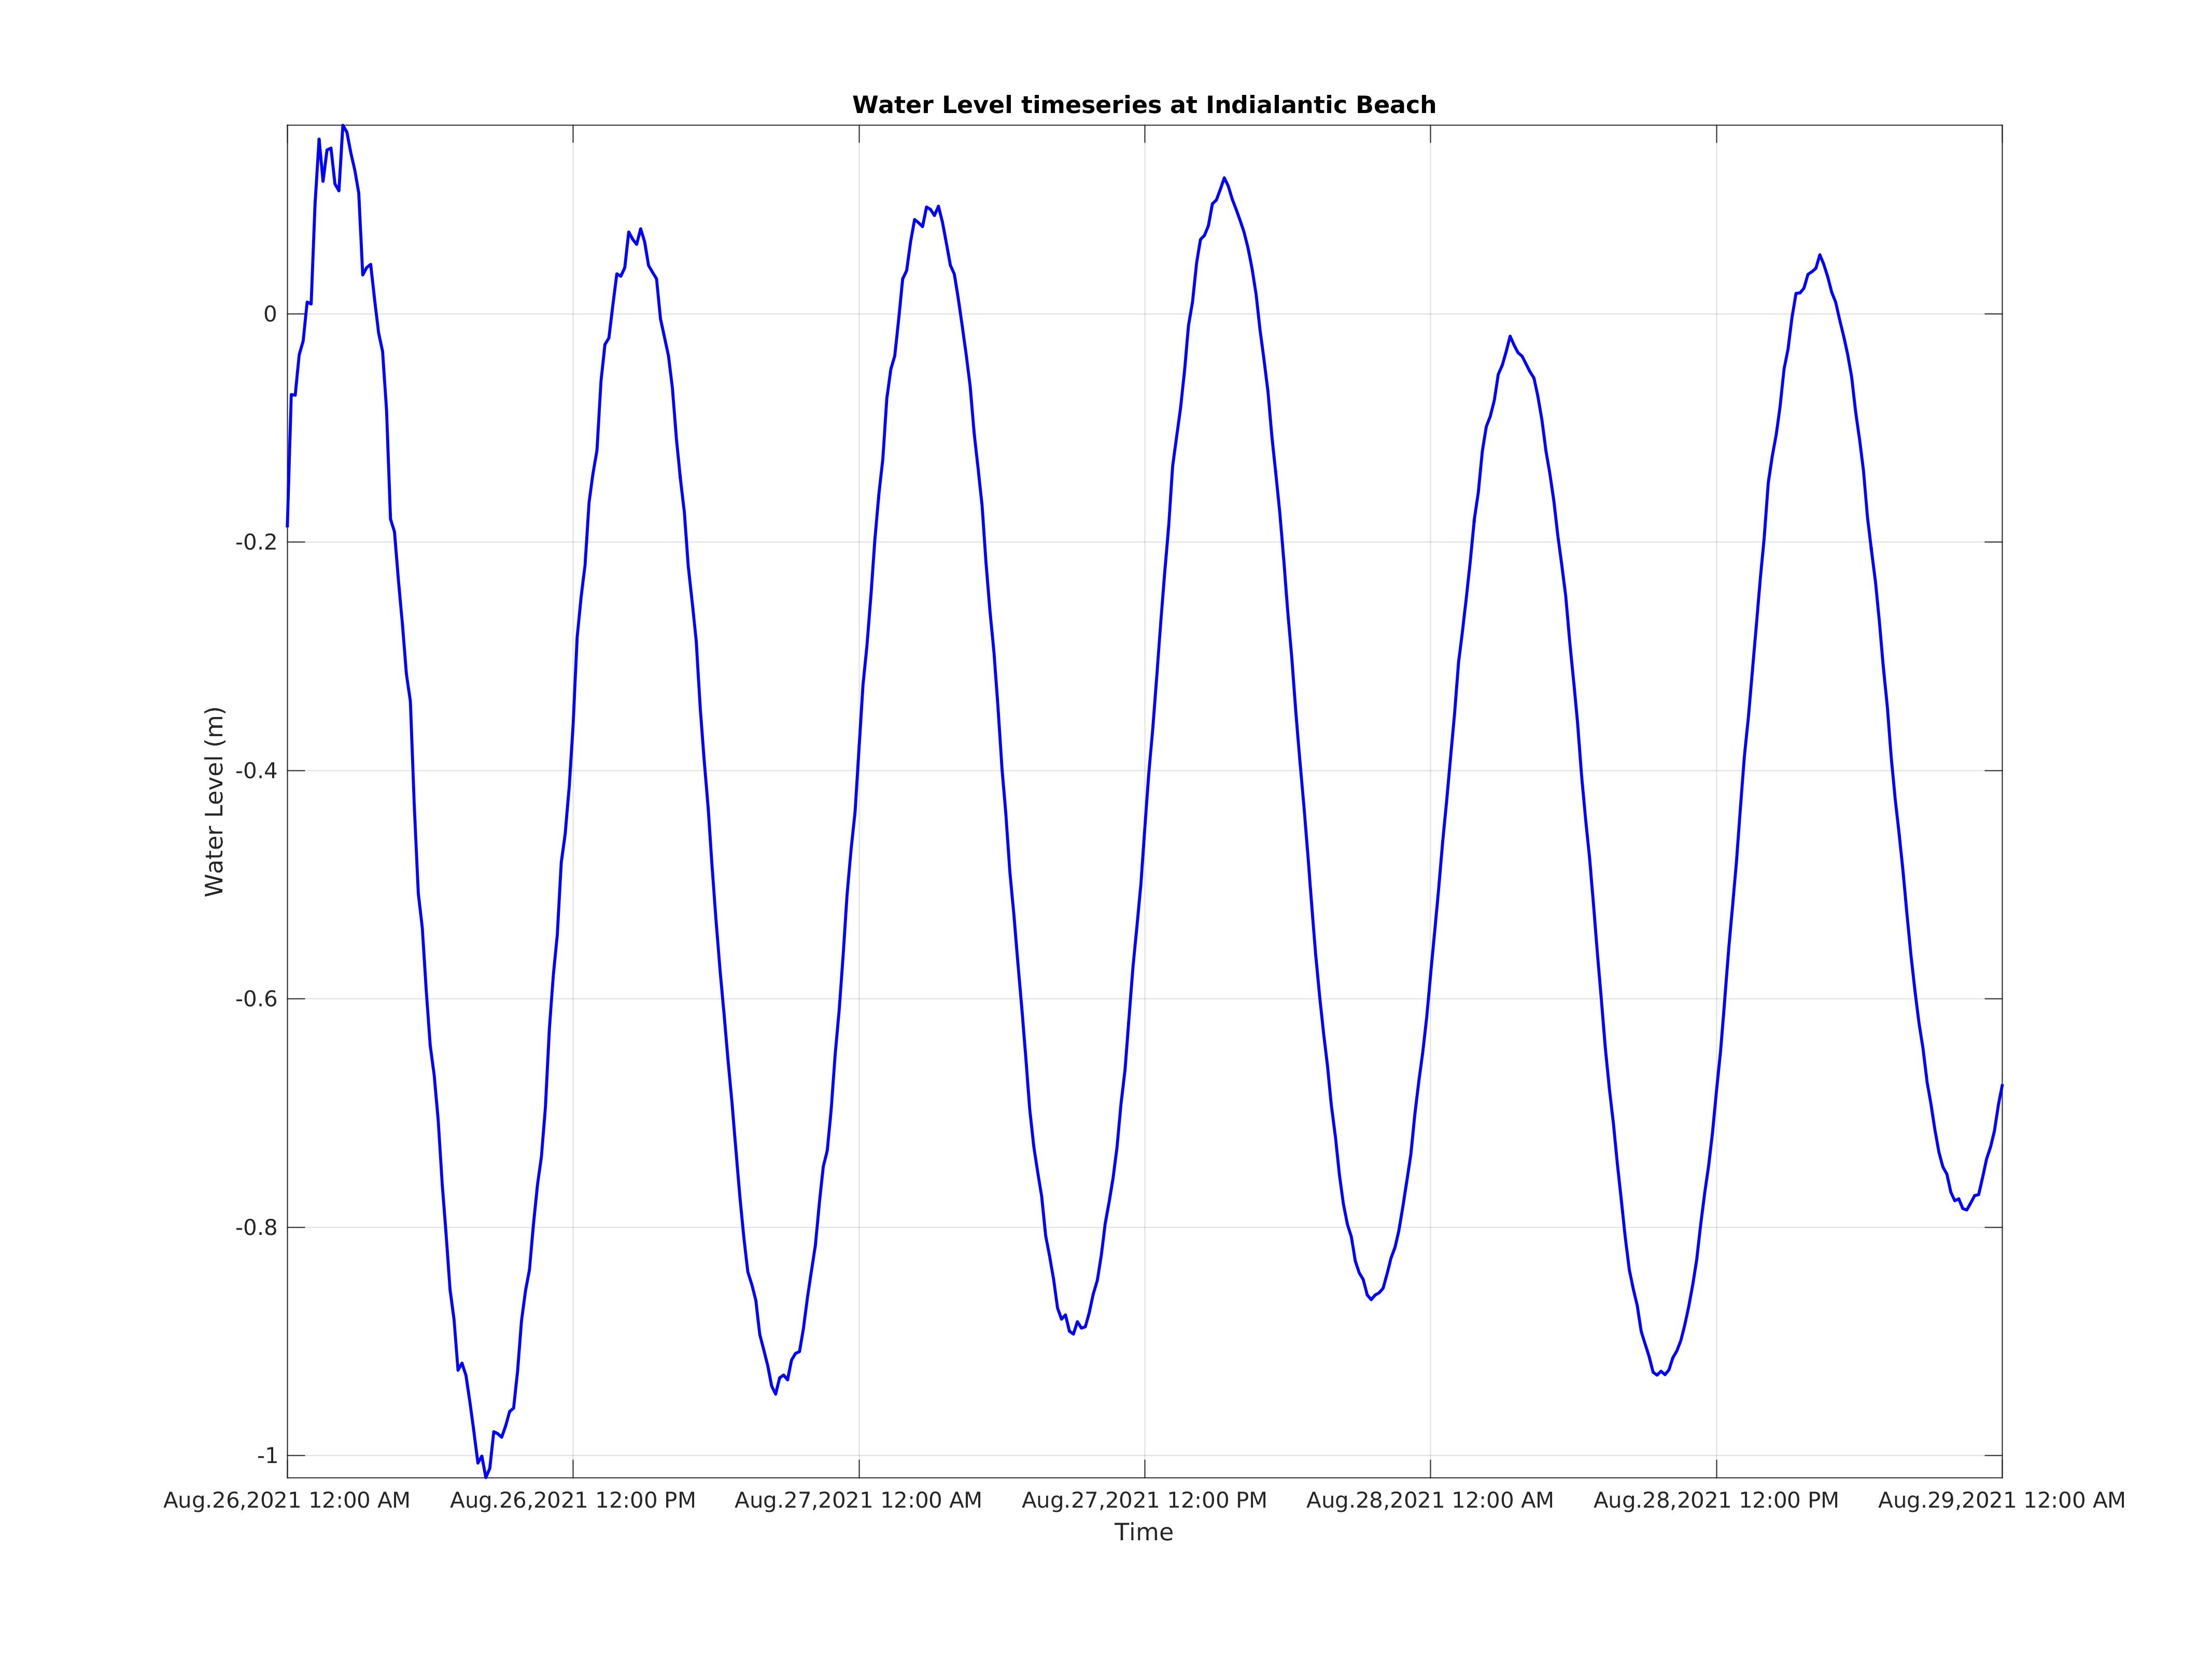 Water Level timeseries at Indialantic Beach
0
-0.2
-0.4
-0.6
-0.8
-1
Water Level (m)
Aug.26,2021 12:00 AM
Aug.26,2021 12:00 PM
Aug.27,2021 12:00 AM
Aug.27,2021 12:00 PM
Aug.28,2021 12:00 AM
Aug.28,2021 12:00 PM
Aug.29,2021 12:00 AM
Time